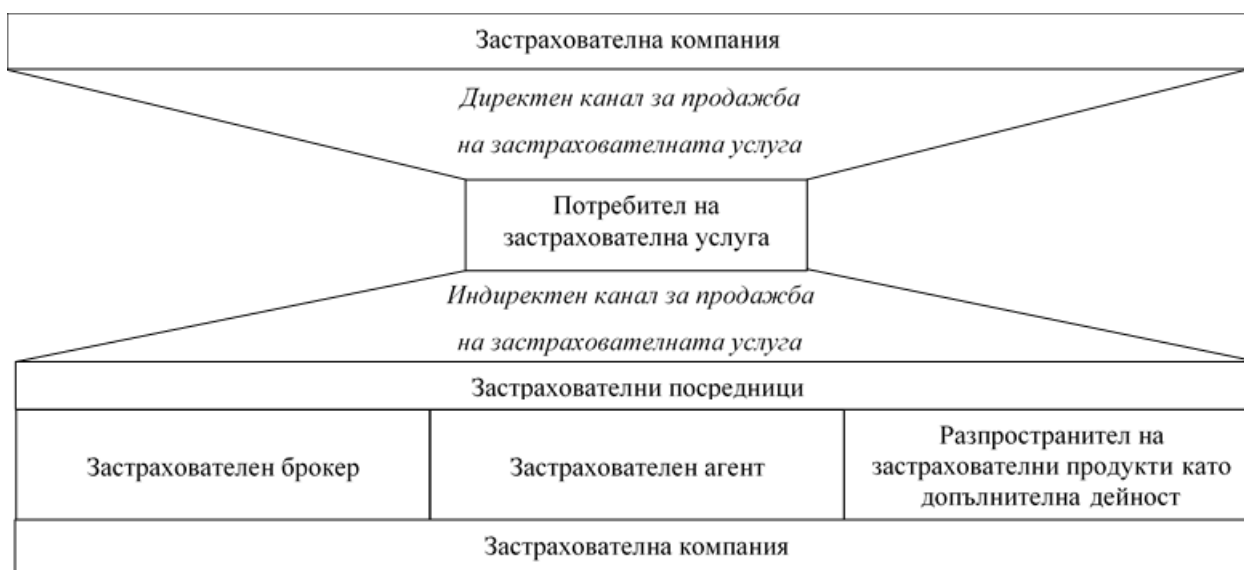 Застрахователна компания
Директен канал за продажба
на застрахователната услуга
Потребител на
застрахователна услуга
Индиректен канал за продажба
на застрахователната услуга
Застрахователни посредници
Застрахователен брокер
Застрахователен агент
Разпространител на
застрахователни продукти като
допълнителна дейност
Застрахователна компания